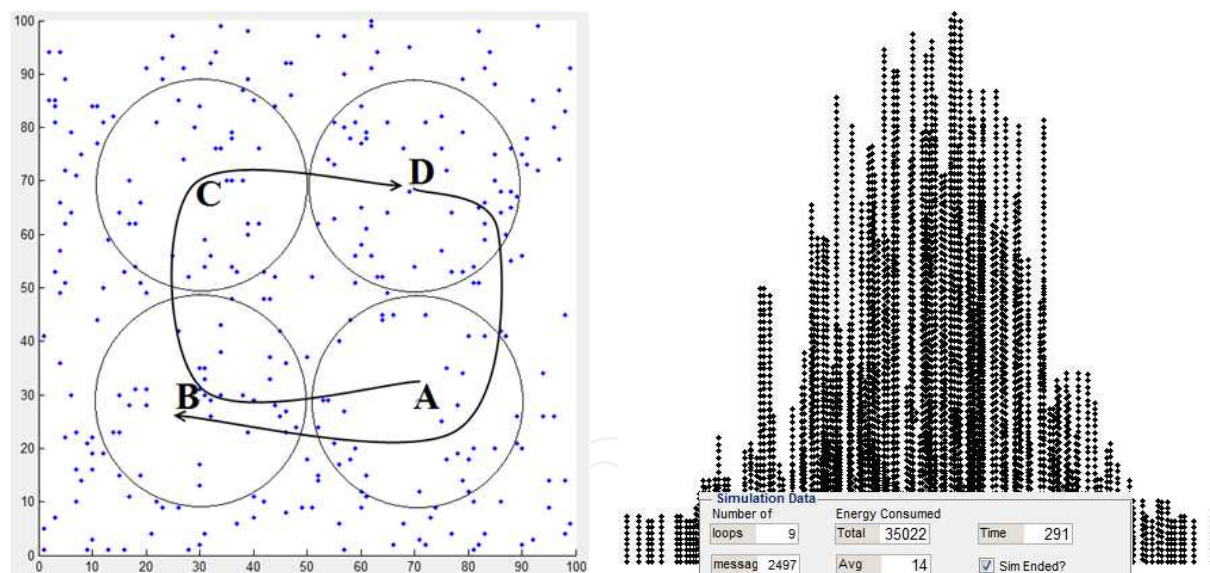 100
90
80
70
60
50
40
30
20
10
0
0 10 20 30 40 50 60 70 80 90 100
C D
B A
Simulation Data
Number of Energy Consumed
loops 9 Total 35022 Time 291
messag 2497 Avg 14 Sim Ended?